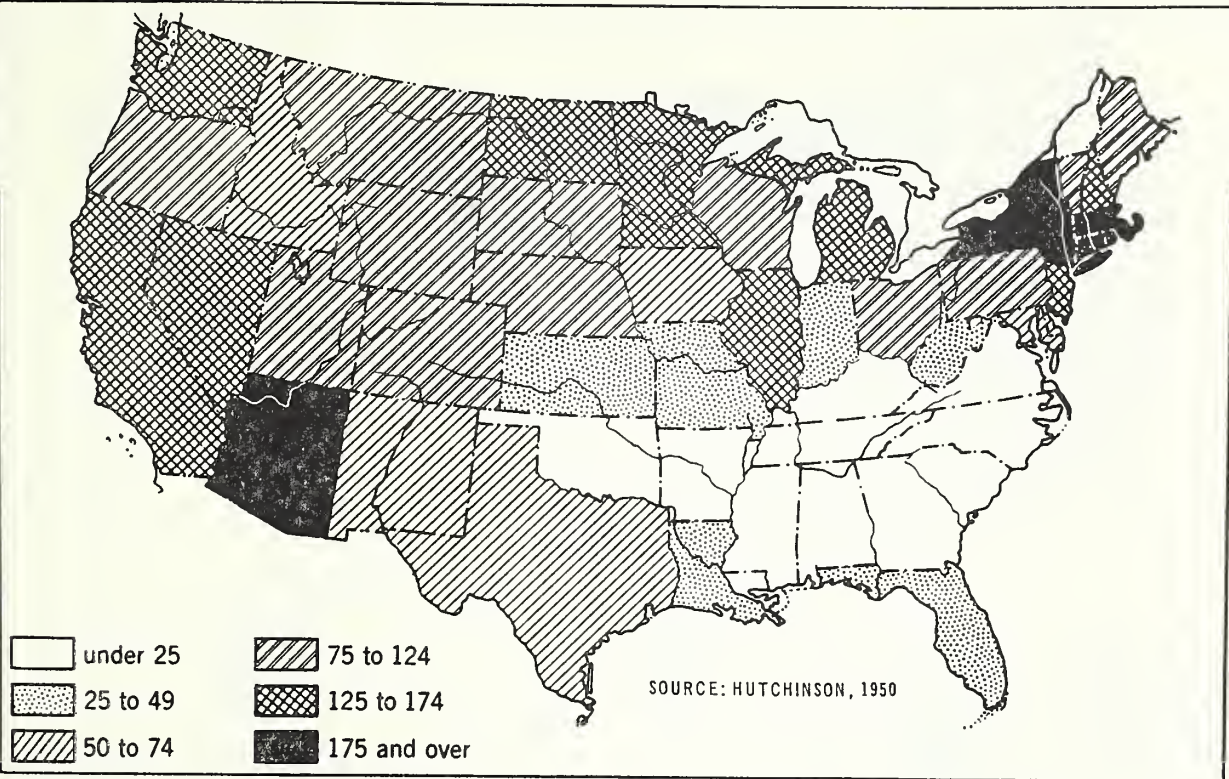 under 25
25 to 49
50 to 74
75 to 124
125 to 174
175 and over
SOURCE: HUTCHINSON, 1950